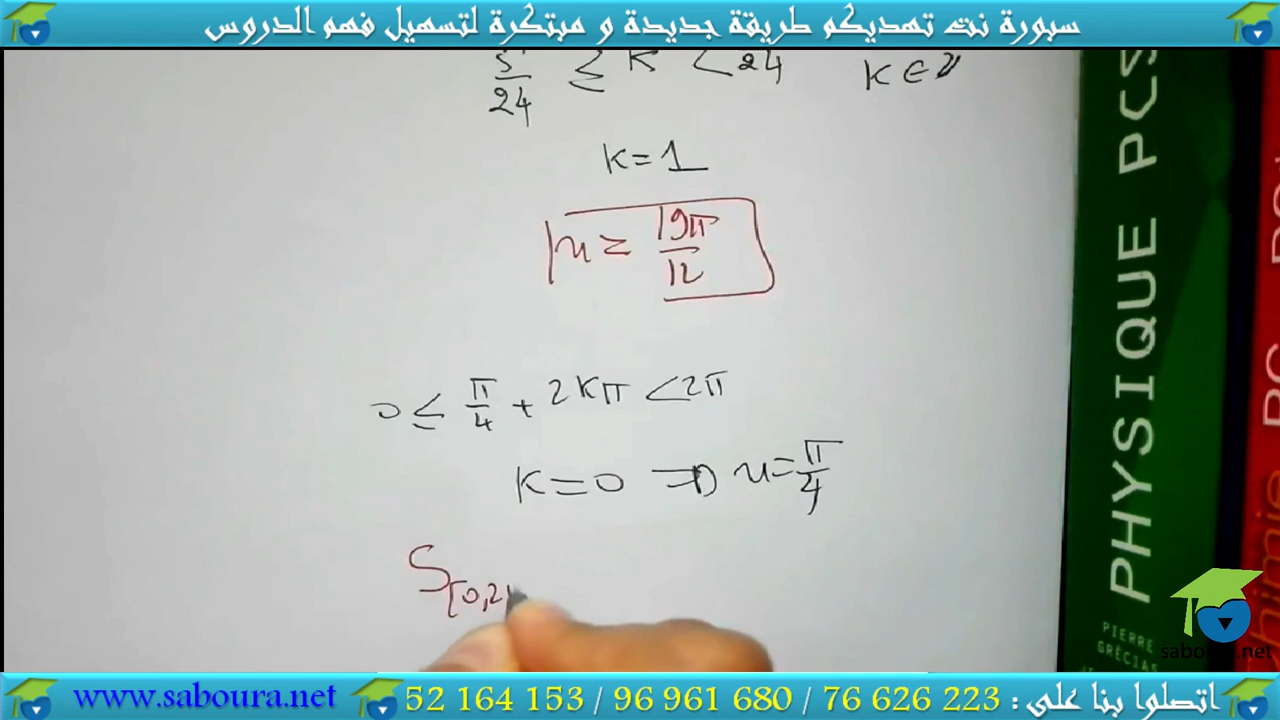 سبورة نت تهديكم طريقة جديدة و مبتكرة لتسهيل فهم الدروس
5/24 ≤ K < 24 K ∈ Z
K = 1
x = 19π/12
0 ≤ π/4 + 2Kπ < 2π
K = 0 ⇒ x = π/4
S[0,2
PHYSIQUE PCS
PIERRE
GRÉCIAS
saboura.net
www.saboura.net 52 164 153 / 96 961 680 / 76 626 223 : اتصلوا بنا على